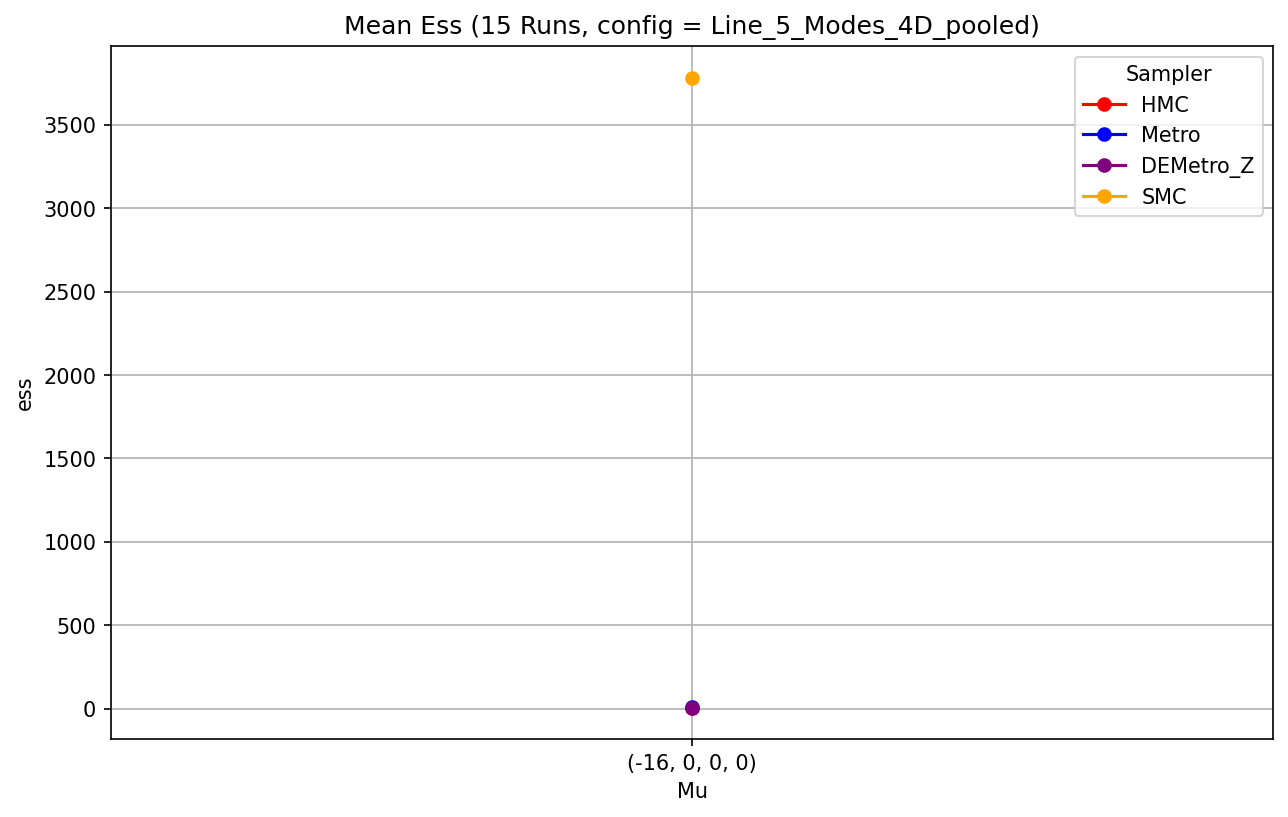 Mean Ess (15 Runs, config = Line_5_Modes_4D_pooled)
Sampler
HMC
Metro
DEMetro_Z
SMC
3500
3000
2500
2000
1500
1000
500
0
ess
(-16, 0, 0, 0)
Mu